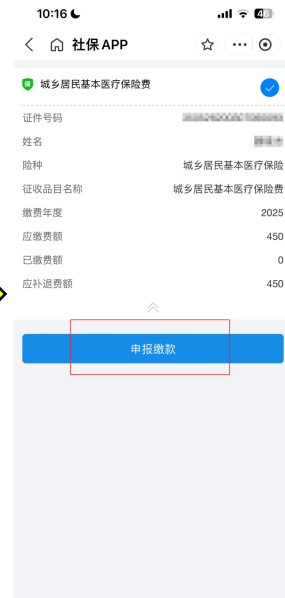 10:16
46
社保APP
城乡居民基本医疗保险费
证件号码
姓名
险种 城乡居民基本医疗保险
征收品目名称 城乡居民基本医疗保险费
缴费年度 2025
应缴费额 450
已缴费额 0
应补退费额 450
申报缴款